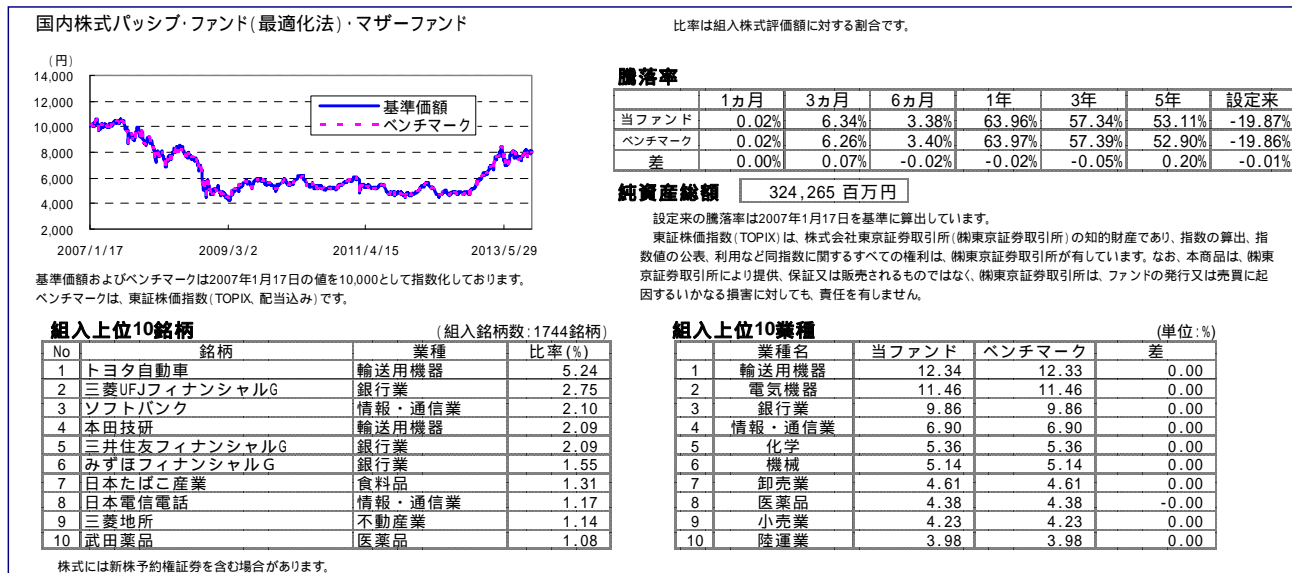 国内株式パッシブ・ファンド(最適化法)・マザーファンド
比率は組入株式評価額に対する割合です。
(円)
14,000
12,000
10,000
8,000
6,000
4,000
2,000
基準価額
ベンチマーク
2007/1/17 2009/3/2 2011/4/15 2013/5/29
基準価額およびベンチマークは2007年1月17日の値を10,000として指数化しております。
ベンチマークは、東証株価指数(TOPIX、配当込み)です。
騰落率
1ヵ月 3ヵ月 6ヵ月 1年 3年 5年 設定来
当ファンド 0.02% 6.34% 3.38% 63.96% 57.34% 53.11% -19.87%
ベンチマーク 0.02% 6.26% 3.40% 63.97% 57.39% 52.90% -19.86%
差 0.00% 0.07% -0.02% -0.02% -0.05% 0.20% -0.01%
純資産総額 324,265 百万円
設定来の騰落率は2007年1月17日を基準に算出しています。
東証株価指数(TOPIX)は、株式会社東京証券取引所(㈱東京証券取引所)の知的財産であり、指数の算出、指
数値の公表、利用など同指数に関するすべての権利は、㈱東京証券取引所が有しています。なお、本商品は、㈱東
京証券取引所により提供、保証又は販売されるものではなく、㈱東京証券取引所は、ファンドの発行又は売買に起
因するいかなる損害に対しても、責任を有しません。
組入上位10銘柄 (組入銘柄数:1744銘柄)
No 銘柄 業種 比率(%)
1 トヨタ自動車 輸送用機器 5.24
2 三菱UFJフィナンシャルG 銀行業 2.75
3 ソフトバンク 情報・通信業 2.10
4 本田技研 輸送用機器 2.09
5 三井住友フィナンシャルG 銀行業 2.09
6 みずほフィナンシャルG 銀行業 1.55
7 日本たばこ産業 食料品 1.31
8 日本電信電話 情報・通信業 1.17
9 三菱地所 不動産業 1.14
10 武田薬品 医薬品 1.08
株式には新株予約権証券を含む場合があります。
組入上位10業種 (単位:%)
業種名 当ファンド ベンチマーク 差
1 輸送用機器 12.34 12.33 0.00
2 電気機器 11.46 11.46 0.00
3 銀行業 9.86 9.86 0.00
4 情報・通信業 6.90 6.90 0.00
5 化学 5.36 5.36 0.00
6 機械 5.14 5.14 0.00
7 卸売業 4.61 4.61 0.00
8 医薬品 4.38 4.38 -0.00
9 小売業 4.23 4.23 0.00
10 陸運業 3.98 3.98 0.00